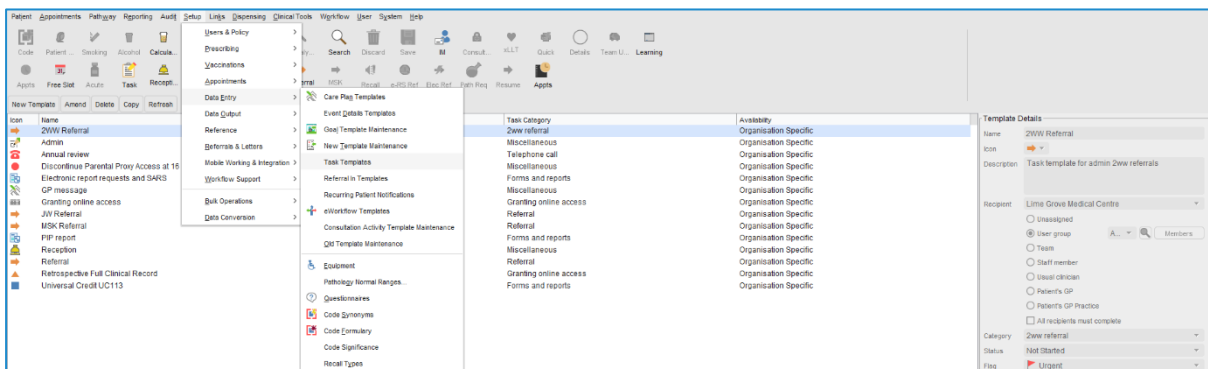 Patient Appointments Pathway Reporting Audit Setup Links Dispensing Clinical Tools Workflow User System Help
Code Patient ... Smoking Alcohol Calcula... Search Discard Save IM Consult... eLLT Quick Details Team U... Learning
Appts Free Slot Acute Task Recepti... MSK Recall e-RS Ref Elec Ref Path Req Resume Appts
New Template Amend Delete Copy Refresh
Users & Policy
Prescribing
Vaccinations
Appointments
Data Entry
Data Output
Reference
Referrals & Letters
Mobile Working & Integration
Workflow Support
Bulk Operations
Data Conversion
Care Plan Templates
Event Details Templates
Goal Template Maintenance
New Template Maintenance
Task Templates
Referral In Templates
Recurring Patient Notifications
eWorkflow Templates
Consultation Activity Template Maintenance
Old Template Maintenance
Equipment
Pathology Normal Ranges...
Questionnaires
Code Synonyms
Code Formulary
Code Significance
Recall Types
Icon Name Task Category Availability
2WW Referral 2ww referral Organisation Specific
Admin Miscellaneous Organisation Specific
Annual review Telephone call Organisation Specific
Discontinue Parental Proxy Access at 16 Miscellaneous Organisation Specific
Electronic report requests and SARS Forms and reports Organisation Specific
GP message Miscellaneous Organisation Specific
Granting online access Granting online access Organisation Specific
JW Referral Referral Organisation Specific
MSK Referral Referral Organisation Specific
PIP report Forms and reports Organisation Specific
Reception Miscellaneous Organisation Specific
Referral Referral Organisation Specific
Retrospective Full Clinical Record Granting online access Organisation Specific
Universal Credit UC113 Forms and reports Organisation Specific
Template Details
Name 2WW Referral
Icon
Description Task template for admin 2ww referrals
Recipient Lime Grove Medical Centre
Unassigned
User group A... Members
Team
Staff member
Usual clinician
Patient's GP
Patient's GP Practice
All recipients must complete
Category 2ww referral
Status Not Started
Flag Urgent